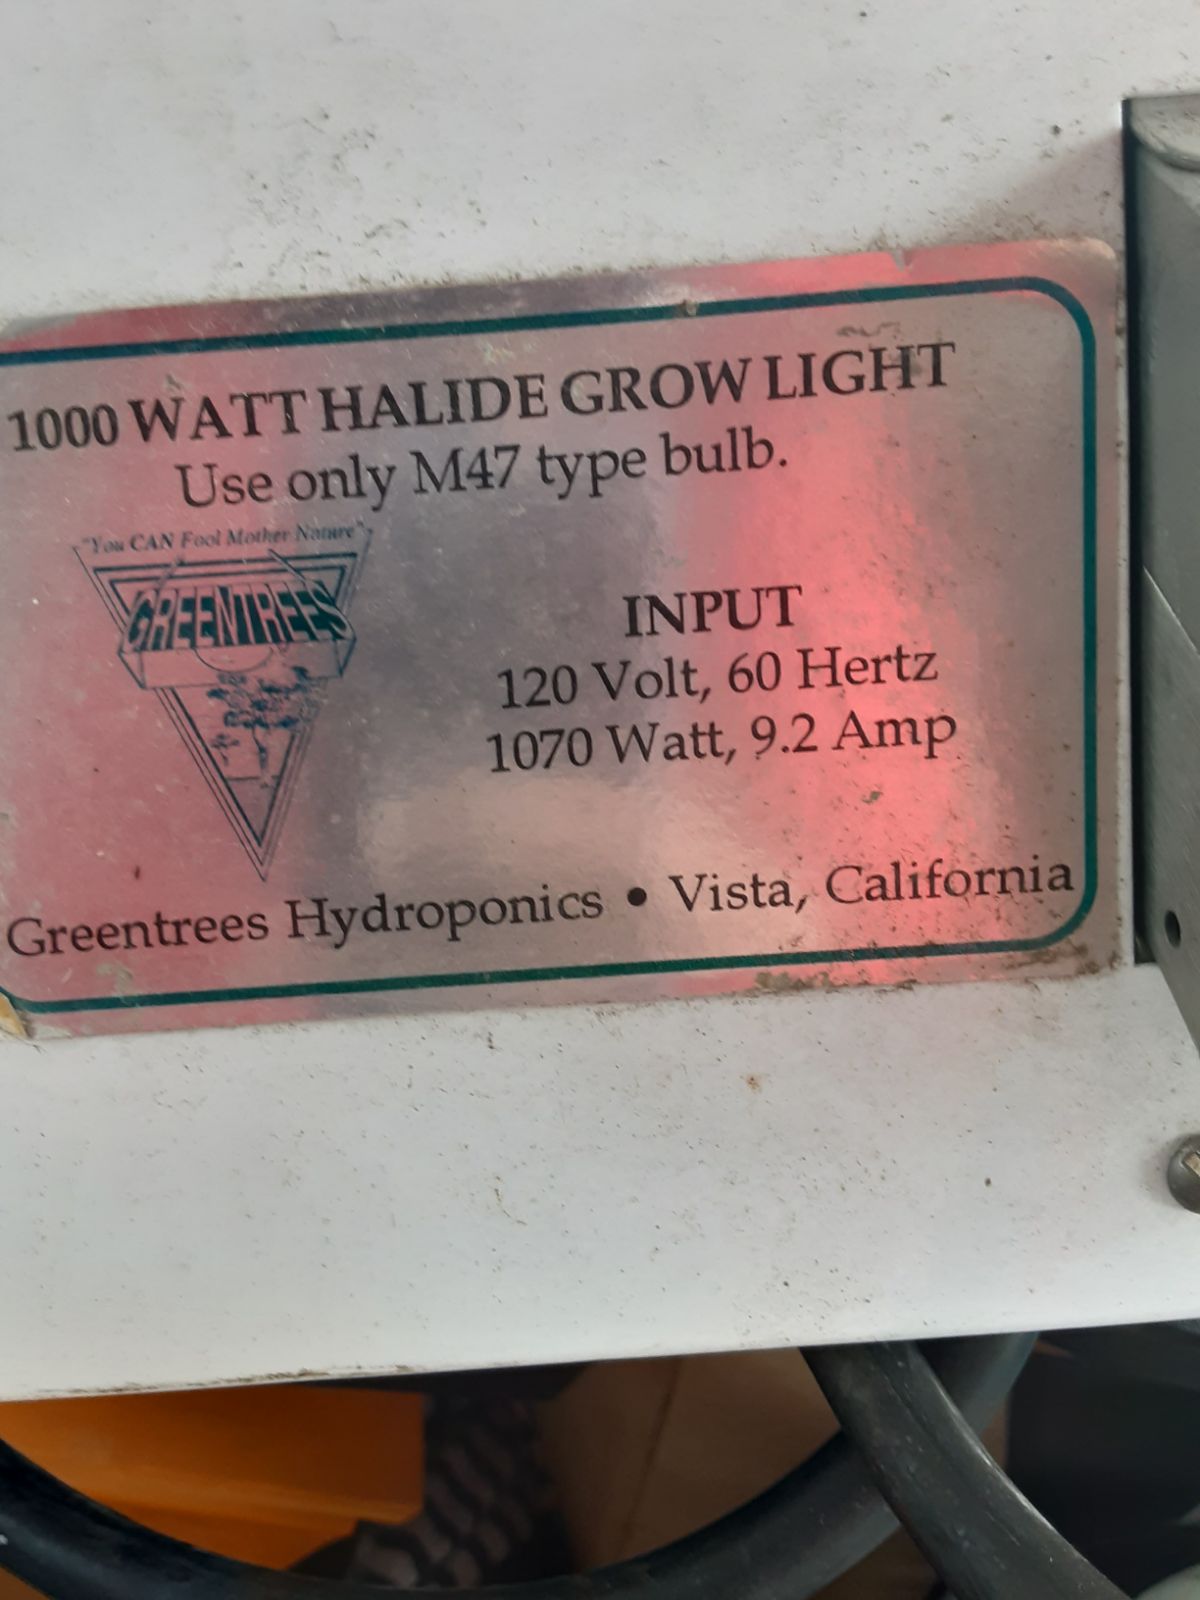 1000 WATT HALIDE GROW LIGHT
Use only M47 type bulb.
"You CAN Fool Mother Nature"
GREENTREES
INPUT
120 Volt, 60 Hertz
1070 Watt, 9.2 Amp
Greentrees Hydroponics • Vista, California